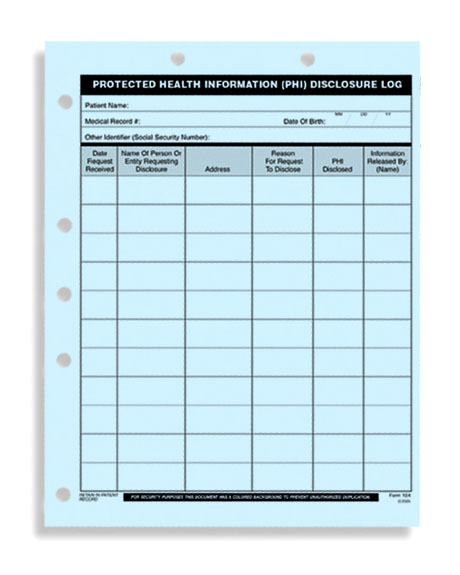 PROTECTED HEALTH INFORMATION (PHI) DISCLOSURE LOG
Patient Name:
Medical Record #: Date Of Birth: MM / DD / YY
Other Identifier (Social Security Number):
Date Request Received
Name Of Person Or Entity Requesting Disclosure
Address
Reason For Request To Disclose
PHI Disclosed
Information Released By: (Name)
RETAIN IN PATIENT RECORD
FOR SECURITY PURPOSES THIS DOCUMENT HAS A COLORED BACKGROUND TO PREVENT UNAUTHORIZED DUPLICATION.
Form 104